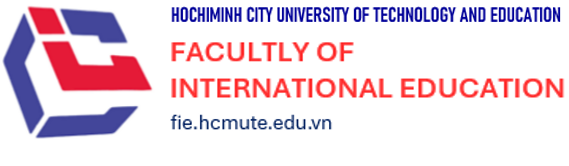 HOCHIMINH CITY UNIVERSITY OF TECHNOLOGY AND EDUCATION
FACULTLY OF
INTERNATIONAL EDUCATION
fie.hcmute.edu.vn